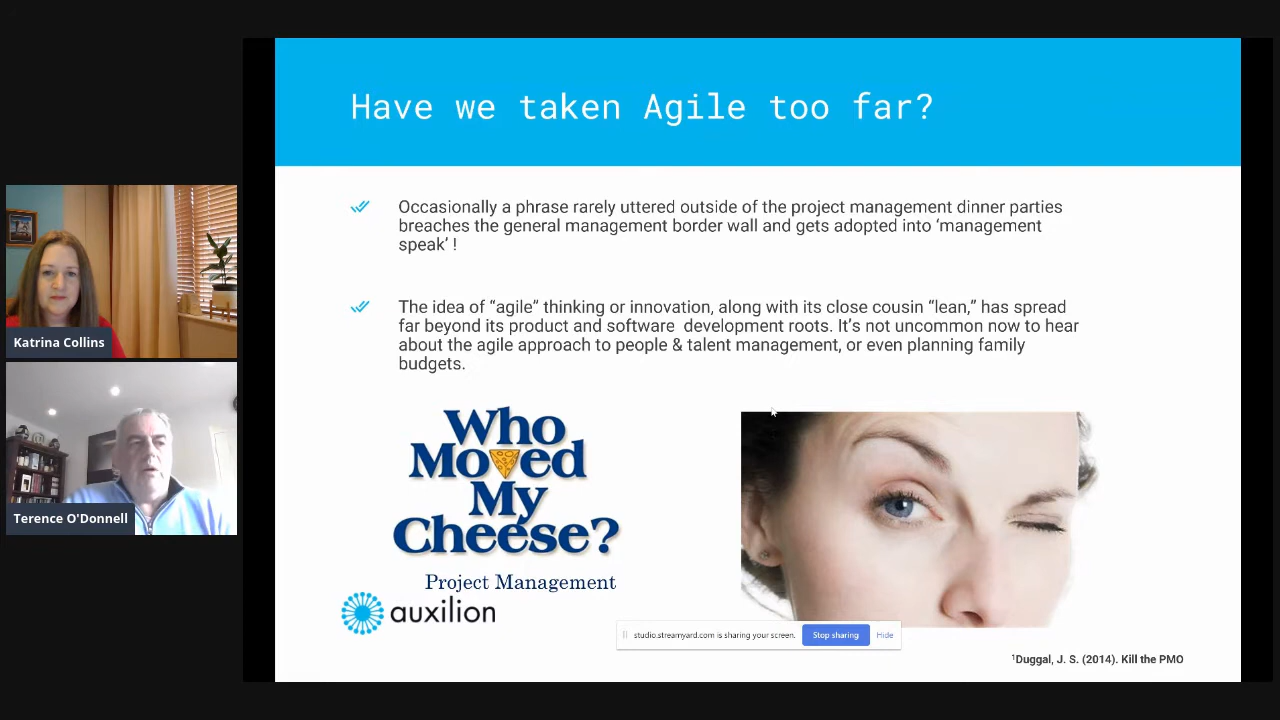 Have we taken Agile too far?
Occasionally a phrase rarely uttered outside of the project management dinner parties
breaches the general management border wall and gets adopted into ‘management
speak’ !
The idea of “agile” thinking or innovation, along with its close cousin “lean,” has spread
far beyond its product and software  development roots. It’s not uncommon now to hear
about the agile approach to people & talent management, or even planning family
budgets.
Katrina Collins
Terence O'Donnell
Who
Moved
My
Cheese?
Project Management
auxilion
studio.streamyard.com is sharing your screen.
Stop sharing
Hide
¹Duggal, J. S. (2014). Kill the PMO